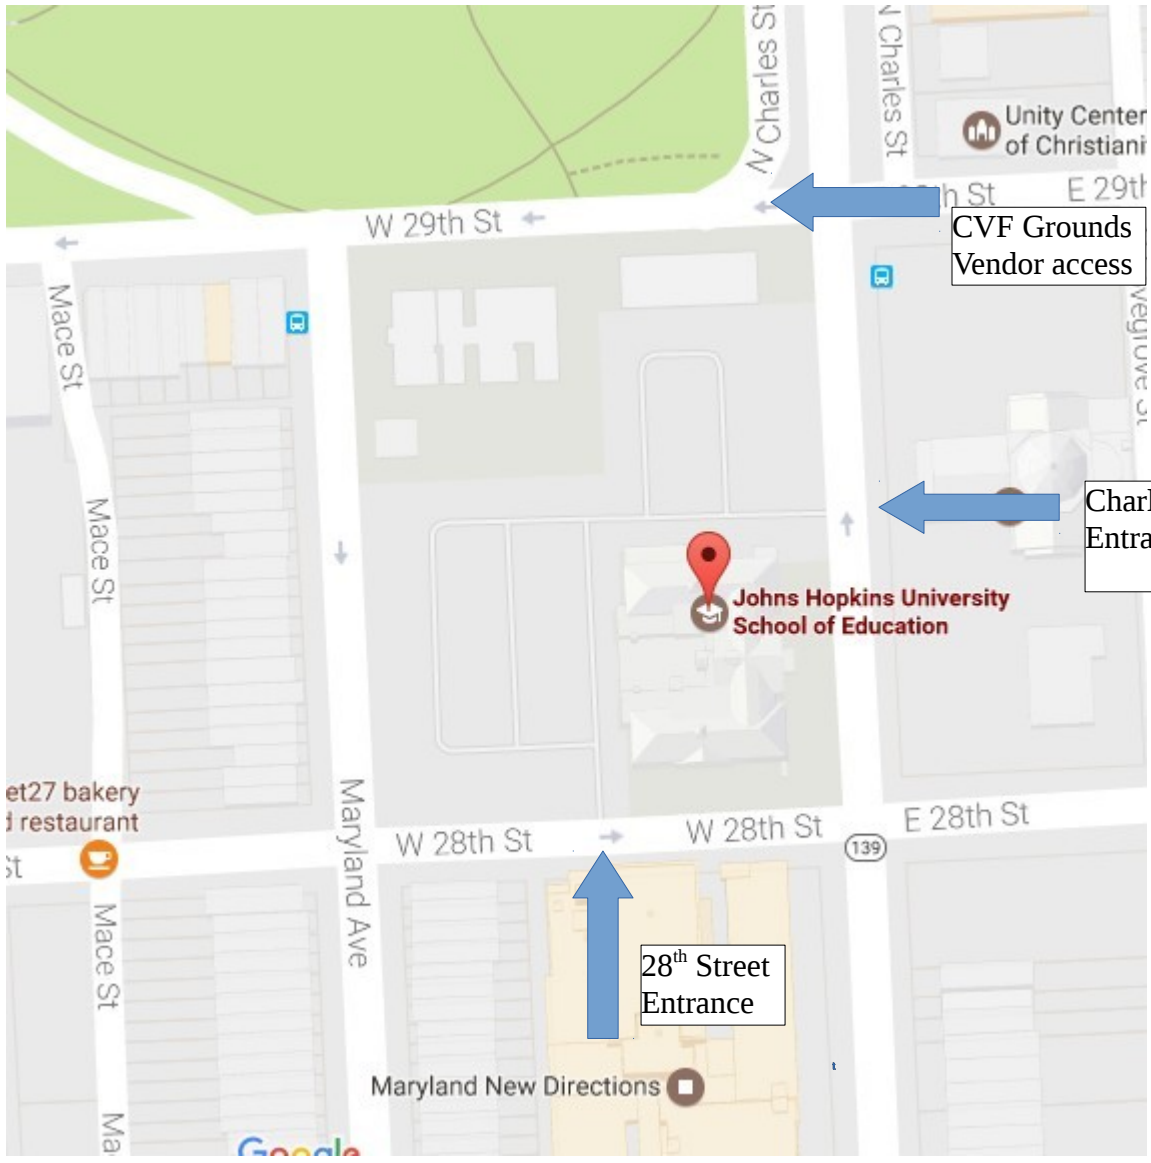 N Charles St
N Charles St
Unity Center
of Christiani
E 29th
W 29th St
CVF Grounds
Vendor access
Mace St
Mace St
Charl
Entra
Johns Hopkins University
School of Education
et27 bakery
d restaurant
Maryland Ave
W 28th St
W 28th St
E 28th St
139
St
Mace St
28th Street
Entrance
t
Maryland New Directions
Ma
Google